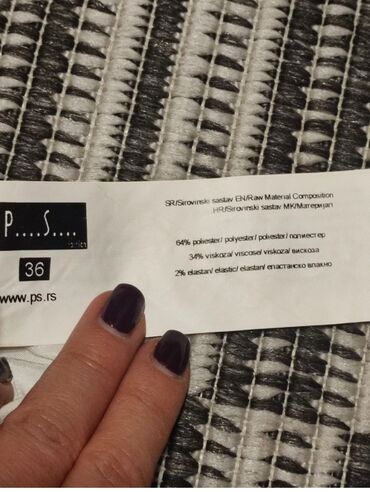 P....S....
fashion
36
www.ps.rs
SR/Sirovinski sastav EN/Raw Material Composition
HR/Sirovinski sastav MK/Материјал
64% poliester/ polyester/ poliester/ полиестер
34% viskoza/ viscose/ viskoza/ вискоза
2% elastan/ elastic/ elastan/ еластанско влакно